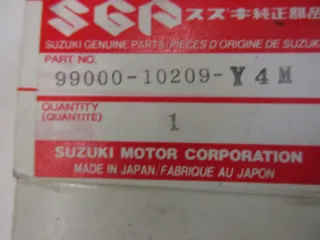 SGP スズキ純正部品
SUZUKI GENUINE PARTS/PIÈCES D'ORIGINE DE SUZUK
PART NO.
99000-10209-Y4M
QUANTITY
(QUANTITÉ)
1
SUZUKI MOTOR CORPORATION
MADE IN JAPAN/FABRIQUE AU JAPON